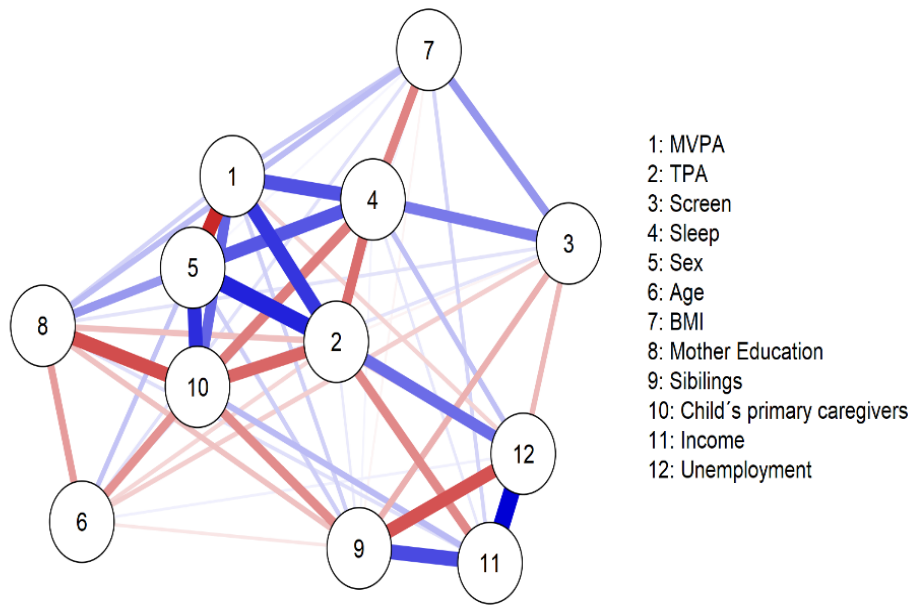 7
1
4
3
5
8
2
10
12
6
9
11
1: MVPA
2: TPA
3: Screen
4: Sleep
5: Sex
6: Age
7: BMI
8: Mother Education
9: Sibilings
10: Child´s primary caregivers
11: Income
12: Unemployment